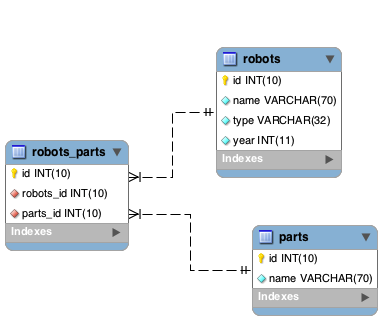 robots
id INT(10)
name VARCHAR(70)
type VARCHAR(32)
year INT(11)
Indexes
robots_parts
id INT(10)
robots_id INT(10)
parts_id INT(10)
Indexes
parts
id INT(10)
name VARCHAR(70)
Indexes